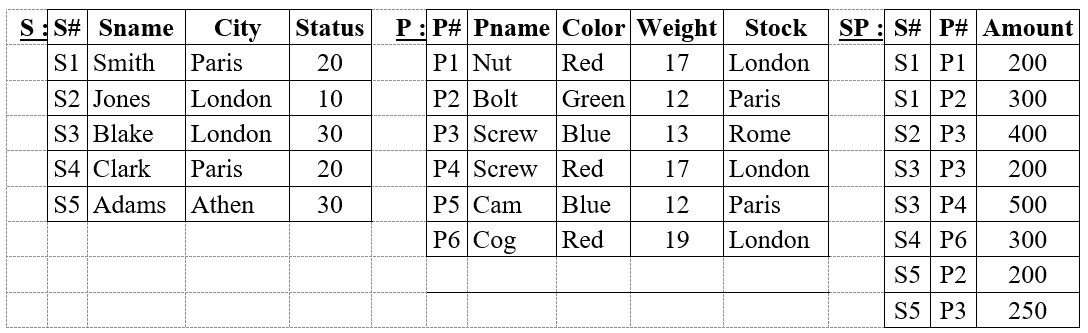 S : S# Sname City Status P : P# Pname Color Weight Stock SP : S# P# Amount
S1 Smith Paris 20 P1 Nut Red 17 London S1 P1 200
S2 Jones London 10 P2 Bolt Green 12 Paris S1 P2 300
S3 Blake London 30 P3 Screw Blue 13 Rome S2 P3 400
S4 Clark Paris 20 P4 Screw Red 17 London S3 P3 200
S5 Adams Athen 30 P5 Cam Blue 12 Paris S3 P4 500
P6 Cog Red 19 London S4 P6 300
S5 P2 200
S5 P3 250